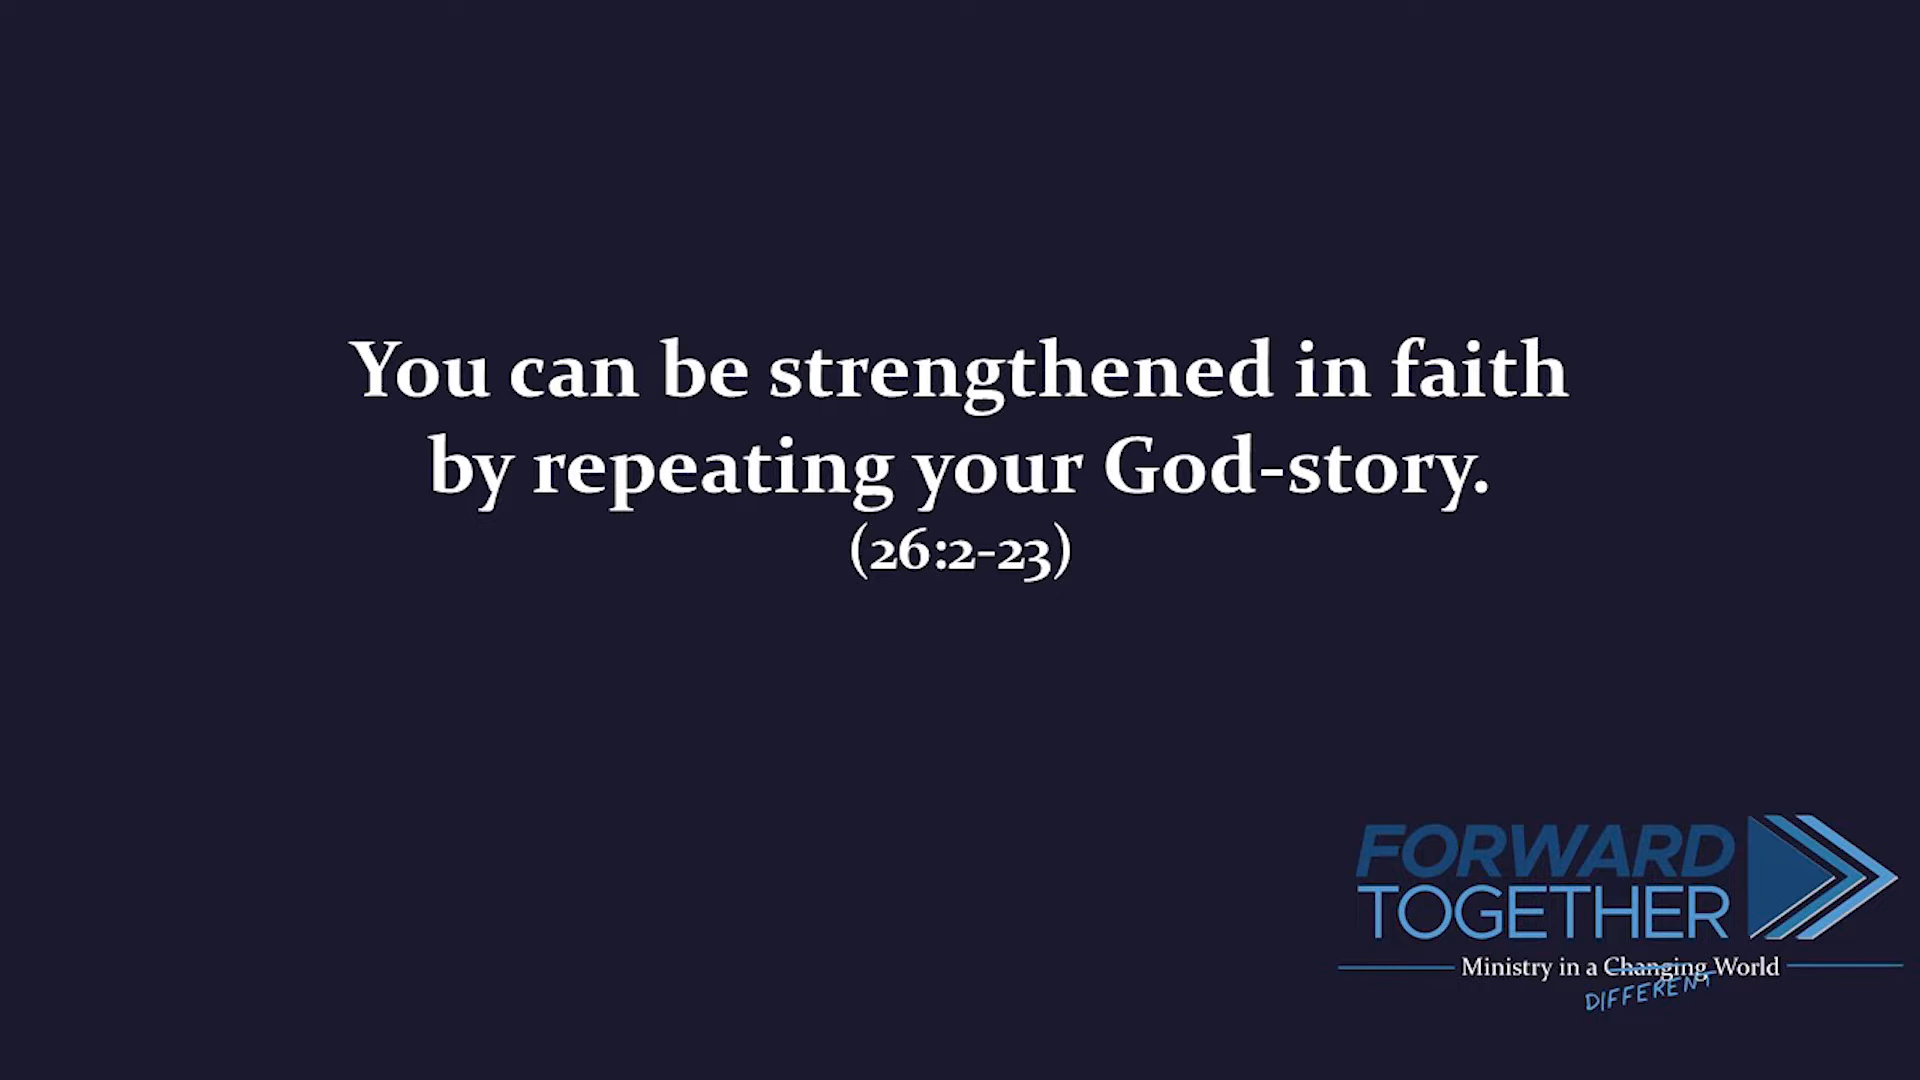 You can be strengthened in faith
by repeating your God-story.
(26:2-23)
FORWARD
TOGETHER
Ministry in a Changing World
DIFFERENT